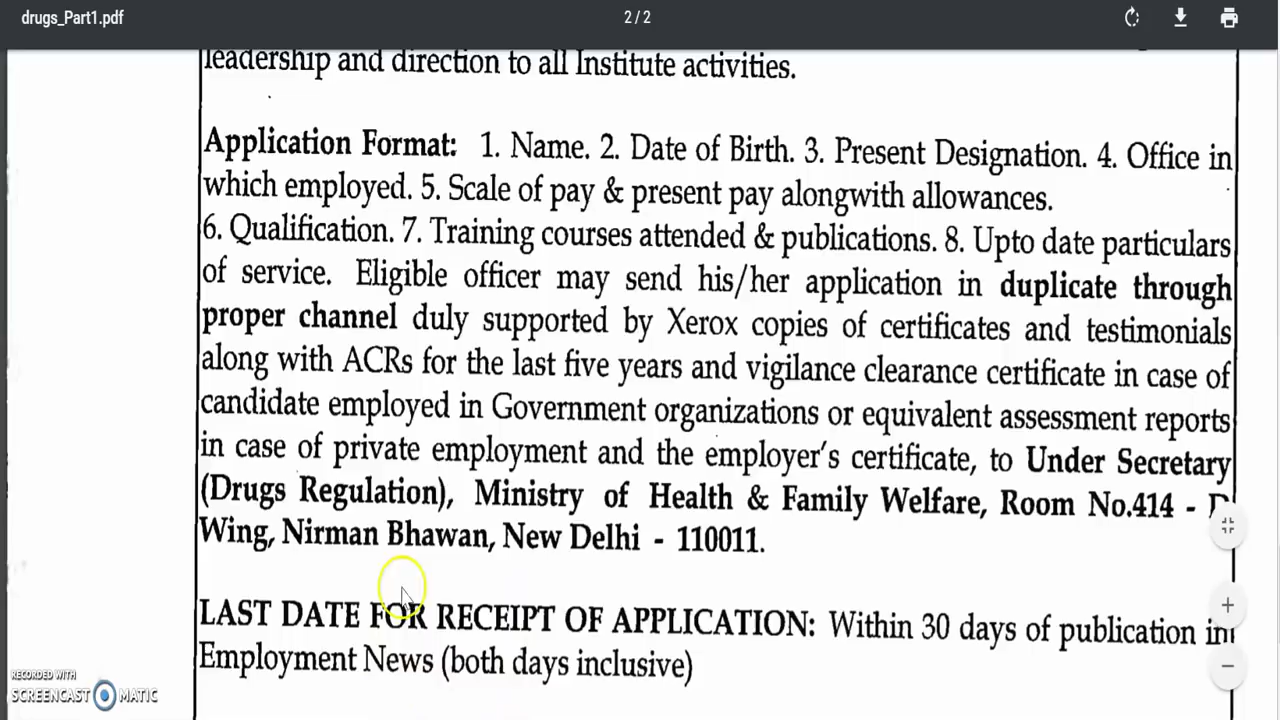 drugs_Part1.pdf
2 / 2
leadership and direction to all Institute activities.
Application Format: 1. Name. 2. Date of Birth. 3. Present Designation. 4. Office in
which employed. 5. Scale of pay & present pay alongwith allowances.
6. Qualification. 7. Training courses attended & publications. 8. Upto date particulars
of service. Eligible officer may send his/her application in duplicate through
proper channel duly supported by Xerox copies of certificates and testimonials
along with ACRs for the last five years and vigilance clearance certificate in case of
candidate employed in Government organizations or equivalent assessment reports
in case of private employment and the employer's certificate, to Under Secretary
(Drugs Regulation), Ministry of Health & Family Welfare, Room No.414 - D
Wing, Nirman Bhawan, New Delhi - 110011.
LAST DATE FOR RECEIPT OF APPLICATION: Within 30 days of publication in
Employment News (both days inclusive)
RECORDED WITH
SCREENCAST MATIC